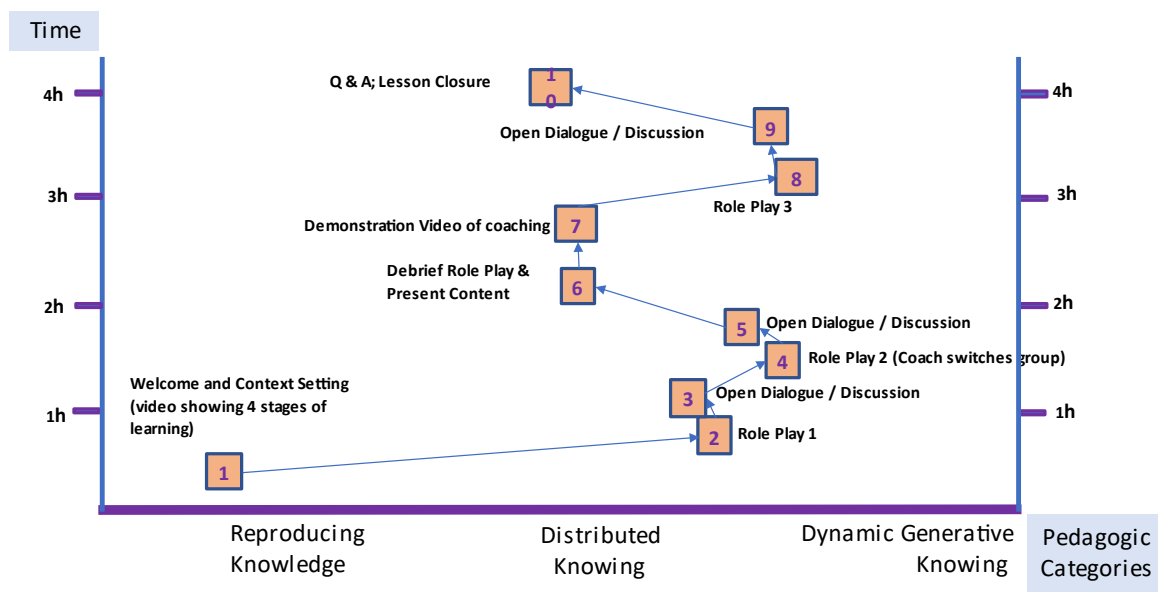 Time
Q & A; Lesson Closure
1
0
4h
4h
Open Dialogue / Discussion
9
8
3h
3h
Role Play 3
Demonstration Video of coaching
7
Debrief Role Play &
Present Content
6
2h
2h
5
Open Dialogue / Discussion
4
Role Play 2 (Coach switches group)
Welcome and Context Setting
(video showing 4 stages of
learning)
3
Open Dialogue / Discussion
1h
1h
2
Role Play 1
1
Reproducing
Knowledge
Distributed
Knowing
Dynamic Generative
Knowing
Pedagogic
Categories